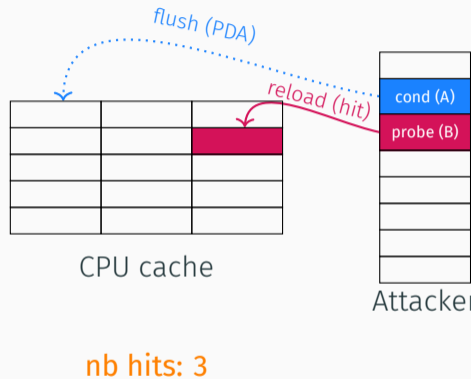 flush (PDA)
cond (A)
reload (hit)
probe (B)
CPU cache
Attacker
nb hits: 3